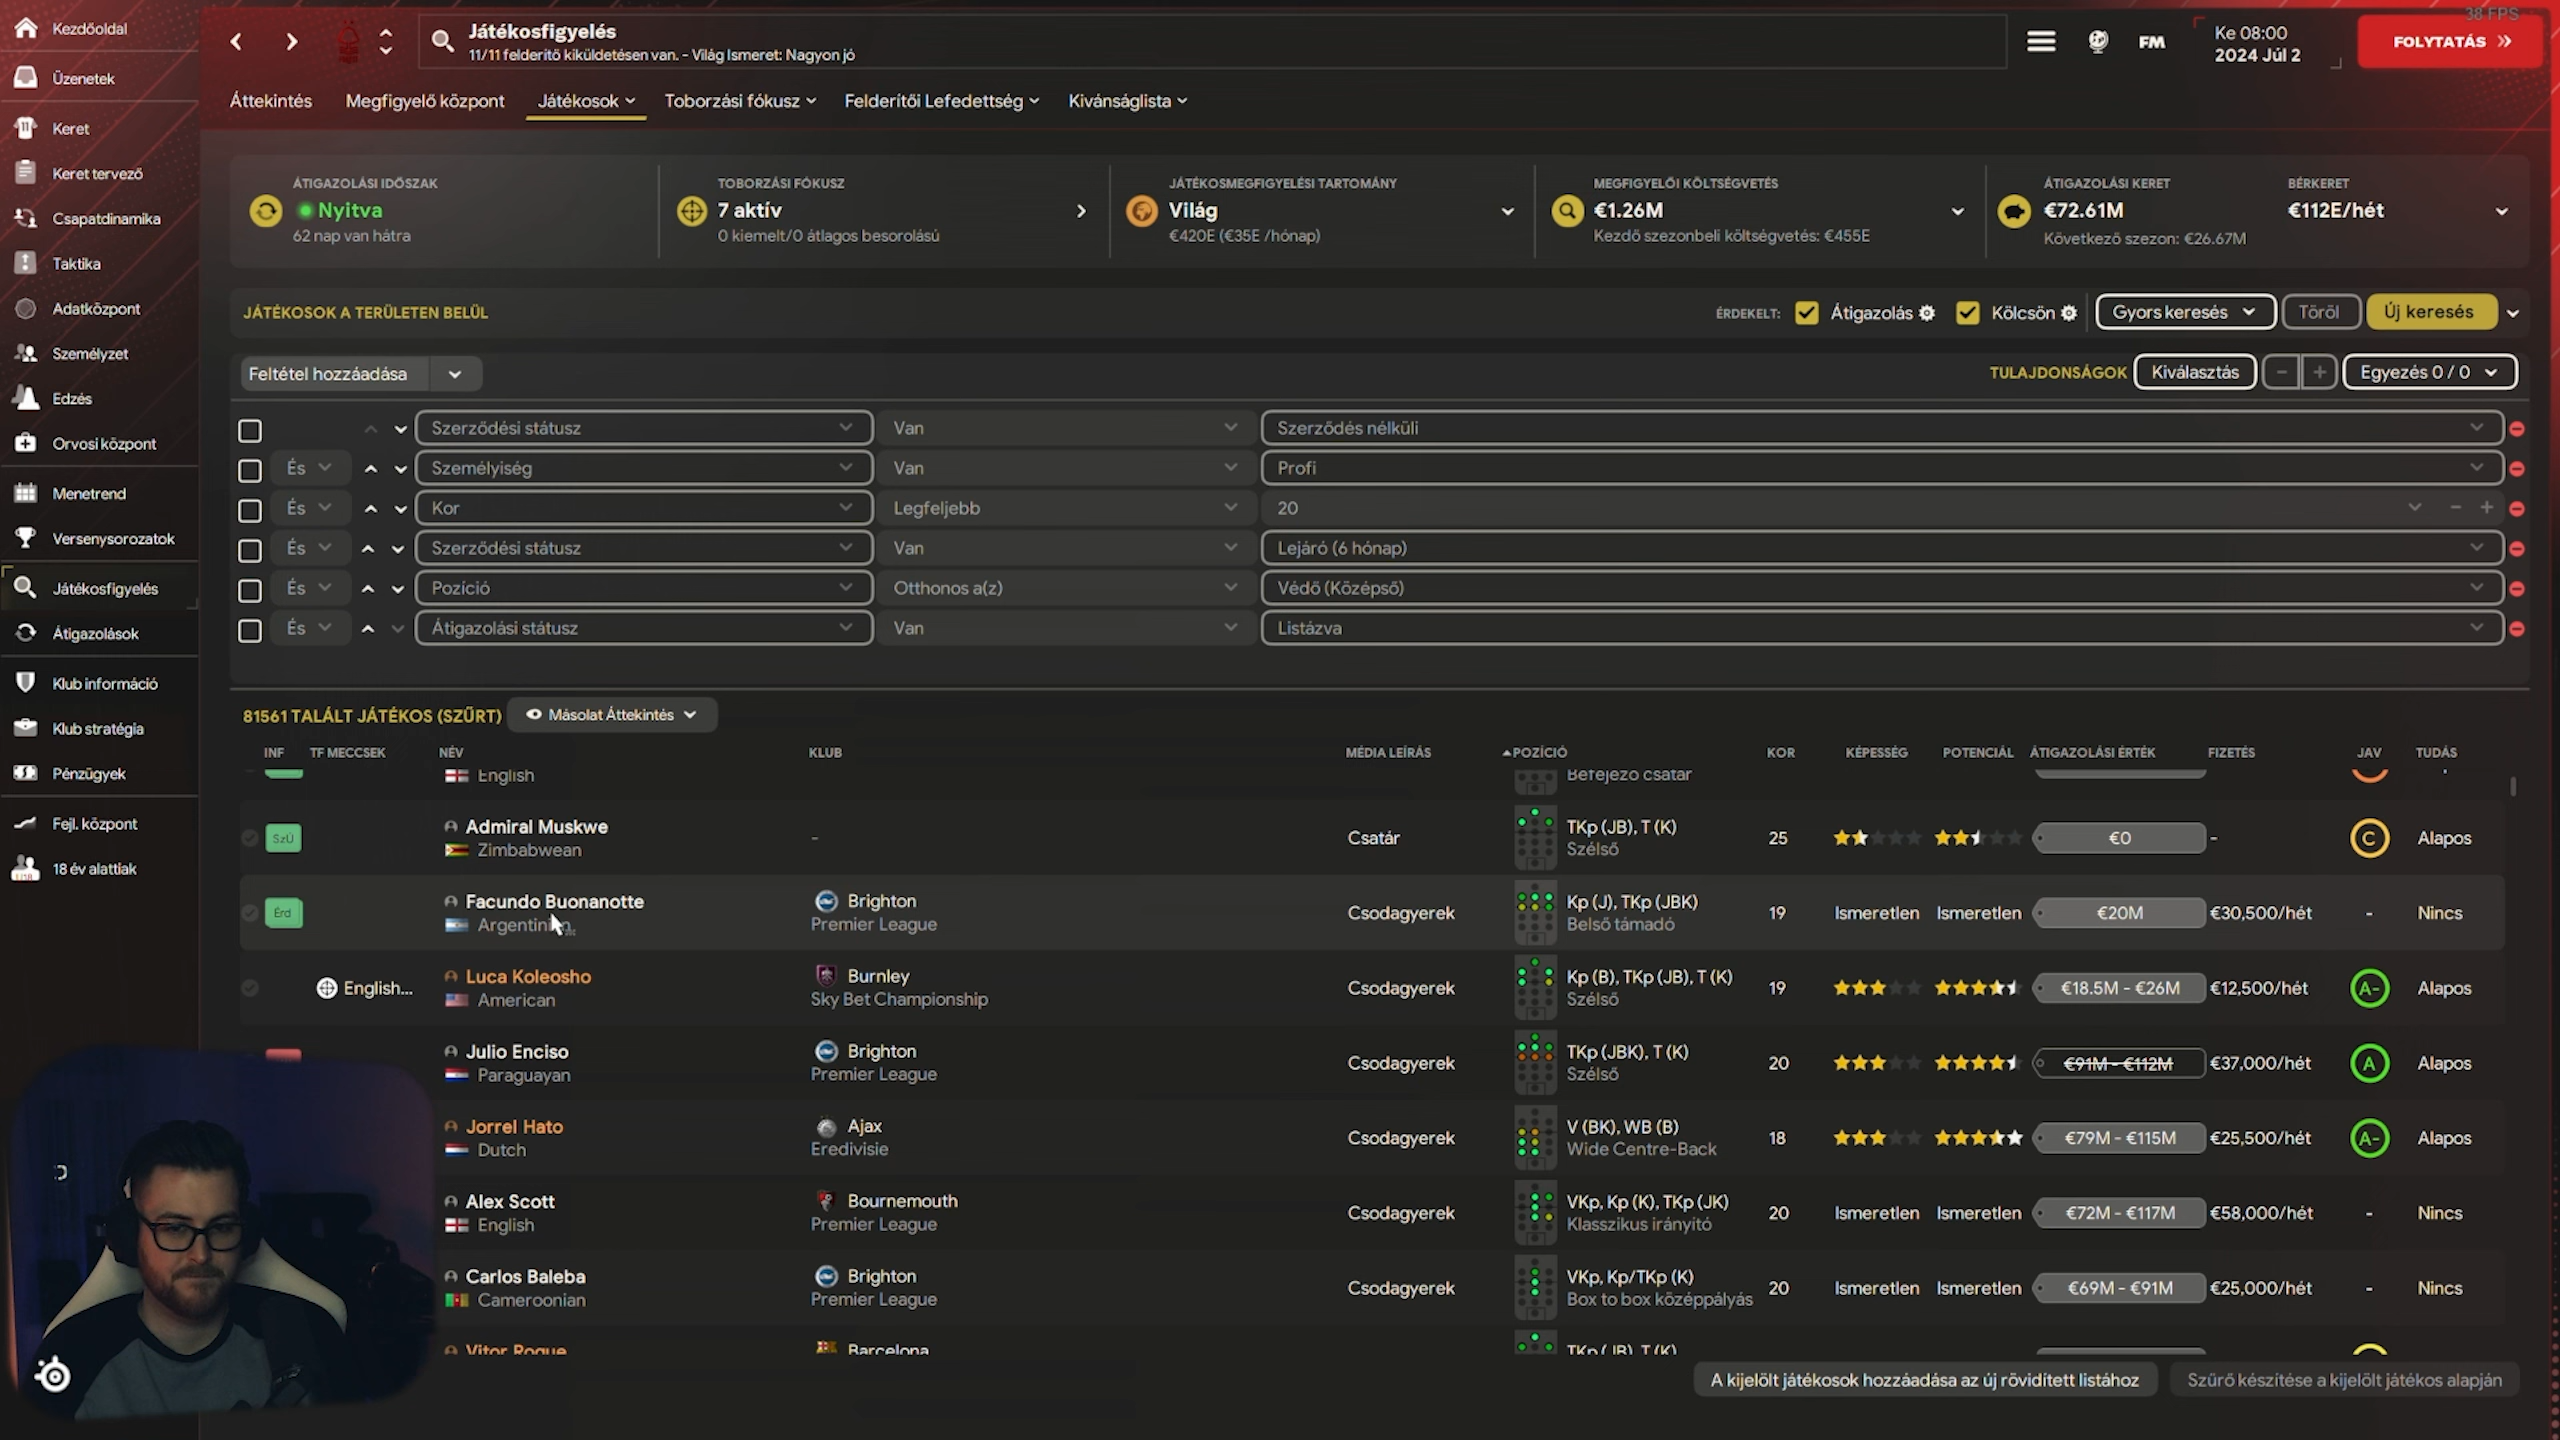 38 FPS
Kezdőoldal
Üzenetek
Keret
Keret tervező
Csapatdinamika
Taktika
Adatközpont
Személyzet
Edzés
Orvosi központ
Menetrend
Versenysorozatok
Játékosfigyelés
Átigazolások
Klub információ
Klub stratégia
Pénzügyek
Fejl. központ
18 év alattiak
Játékosfigyelés
11/11 felderítő kiküldetésen van. - Világ Ismeret: Nagyon jó
FM
Ke 08:00
2024 Júl 2
FOLYTATÁS
Áttekintés Megfigyelő központ Játékosok Toborzási fókusz Felderítői Lefedettség Kívánságlista
ÁTIGAZOLÁSI IDŐSZAK
Nyitva
62 nap van hátra
TOBORZÁSI FÓKUSZ
7 aktív
0 kiemelt/0 átlagos besorolású
JÁTÉKOSMEGFIGYELÉSI TARTOMÁNY
Világ
€420E (€35E /hónap)
MEGFIGYELŐI KÖLTSÉGVETÉS
€1.26M
Kezdő szezonbeli költségvetés: €455E
ÁTIGAZOLÁSI KERET
€72.61M
Következő szezon: €26.67M
BÉRKERET
€112E/hét
JÁTÉKOSOK A TERÜLETEN BELÜL
ÉRDEKELT: Átigazolás Kölcsön Gyors keresés Töröl Új keresés
Feltétel hozzáadása
TULAJDONSÁGOK Kiválasztás - + Egyezés 0 / 0
Szerződési státusz Van Szerződés nélküli
És Személyiség Van Profi
És Kor Legfeljebb 20 - +
És Szerződési státusz Van Lejáró (6 hónap)
És Pozíció Otthonos a(z) Védő (Középső)
És Átigazolási státusz Van Listázva
81561 TALÁLT JÁTÉKOS (SZŰRT) Másolat Áttekintés
INF TF MECCSEK NÉV KLUB MÉDIA LEÍRÁS POZÍCIÓ KOR KÉPESSÉG POTENCIÁL ÁTIGAZOLÁSI ÉRTÉK FIZETÉS JAV TUDÁS
English Befejező csatár
SzÜ Admiral Muskwe - Csatár TKp (JB), T (K) 25 €0 - C Alapos
Zimbabwean Szélső
Érd Facundo Buonanotte Brighton Csodagyerek Kp (J), TKp (JBK) 19 Ismeretlen Ismeretlen €20M €30,500/hét - Nincs
Premier League Belső támadó
English... Luca Koleosho Burnley Csodagyerek Kp (B), TKp (JB), T (K) 19 €18.5M - €26M €12,500/hét A- Alapos
American Sky Bet Championship Szélső
Julio Enciso Brighton Csodagyerek TKp (JBK), T (K) 20 €91M - €112M €37,000/hét A Alapos
Paraguayan Premier League Szélső
Jorrel Hato Ajax Csodagyerek V (BK), WB (B) 18 €79M - €115M €25,500/hét A- Alapos
Dutch Eredivisie Wide Centre-Back
Alex Scott Bournemouth Csodagyerek VKp, Kp (K), TKp (JK) 20 Ismeretlen Ismeretlen €72M - €117M €58,000/hét - Nincs
English Premier League Klasszikus irányító
Carlos Baleba Brighton Csodagyerek VKp, Kp/TKp (K) 20 Ismeretlen Ismeretlen €69M - €91M €25,000/hét - Nincs
Cameroonian Premier League Box to box középpályás
Vitor Roque Barcelona TKp (JB), T (K)
A kijelölt játékosok hozzáadása az új rövidített listához Szűrő készítése a kijelölt játékos alapján